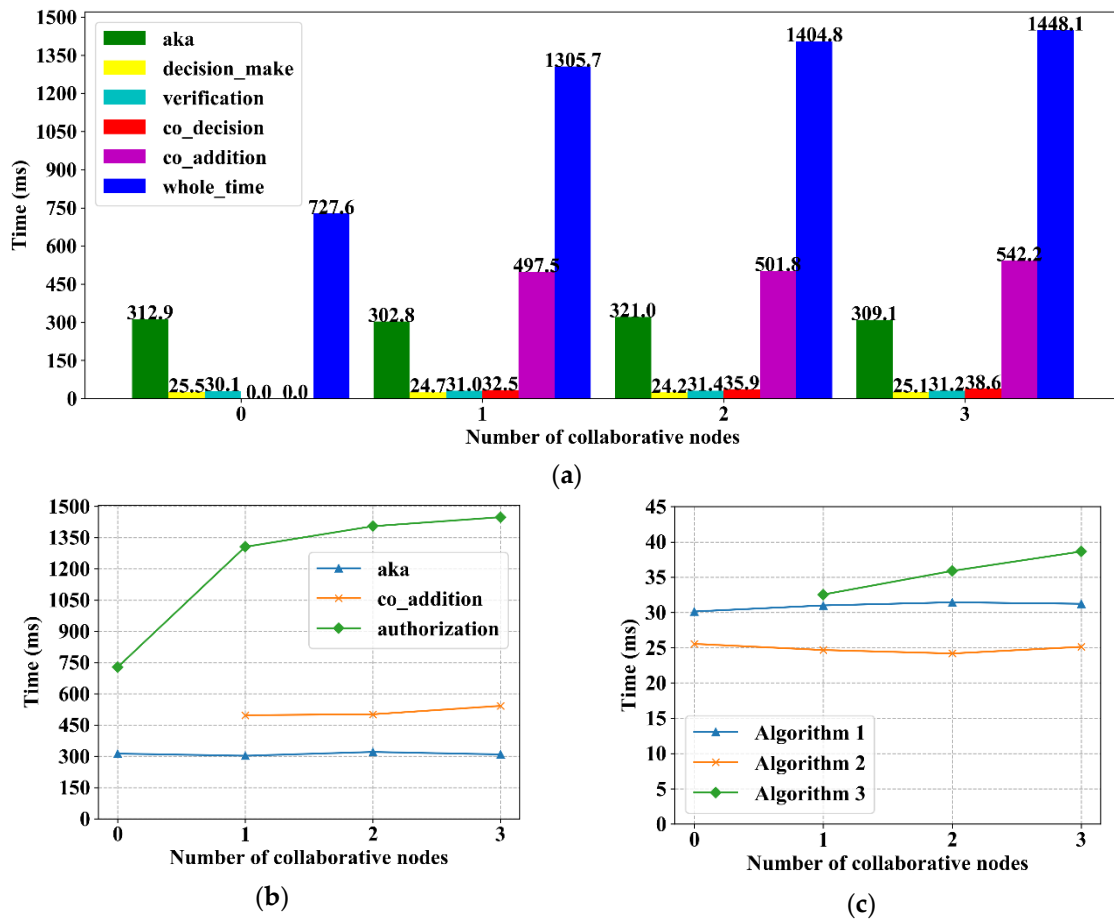 1500
1350
1200
1050
900
750
600
450
300
150
0
Time (ms)
aka
decision_make
verification
co_decision
co_addition
whole_time
312.9
25.5
30.1
0.0
0.0
727.6
302.8
24.7
31.0
32.5
497.5
1305.7
321.0
24.2
31.4
35.9
501.8
1404.8
309.1
25.1
31.2
38.6
542.2
1448.1
0 1 2 3
Number of collaborative nodes
(a)
1500
1350
1200
1050
900
750
600
450
300
150
0
Time (ms)
aka
co_addition
authorization
0 1 2 3
Number of collaborative nodes
(b)
45
40
35
30
25
20
15
10
5
0
Time (ms)
Algorithm 1
Algorithm 2
Algorithm 3
0 1 2 3
Number of collaborative nodes
(c)